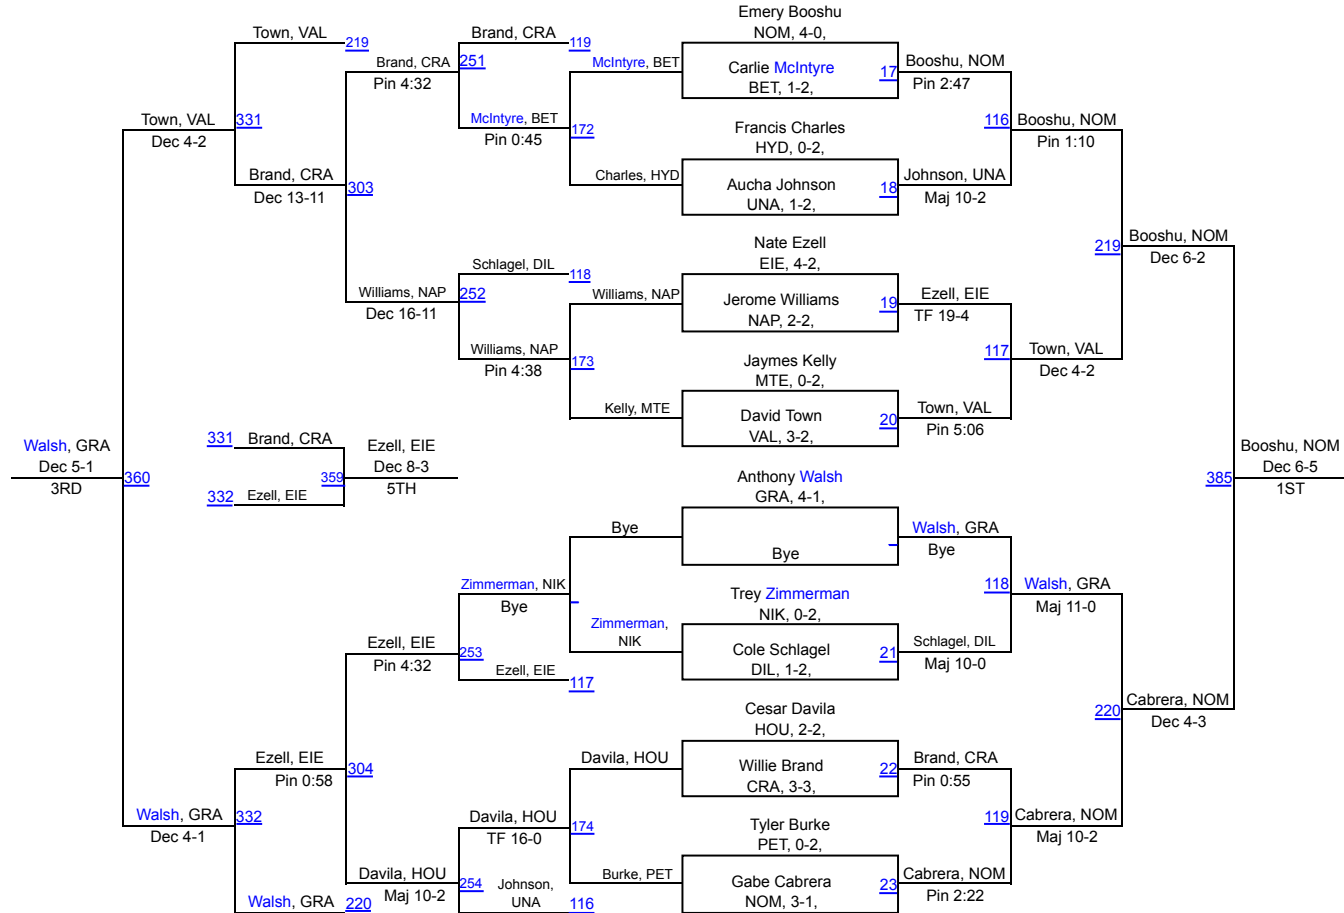 Emery Booshu
NOM, 4-0,
Carlie McIntyre
BET, 1-2,
17
Francis Charles
HYD, 0-2,
Aucha Johnson
UNA, 1-2,
18
Nate Ezell
EIE, 4-2,
Jerome Williams
NAP, 2-2,
19
Jaymes Kelly
MTE, 0-2,
David Town
VAL, 3-2,
20
Anthony Walsh
GRA, 4-1,
Bye
Trey Zimmerman
NIK, 0-2,
Cole Schlagel
DIL, 1-2,
21
Cesar Davila
HOU, 2-2,
Willie Brand
CRA, 3-3,
22
Tyler Burke
PET, 0-2,
Gabe Cabrera
NOM, 3-1,
23
Booshu, NOM
Pin 2:47
116
Johnson, UNA
Maj 10-2
Ezell, EIE
TF 19-4
117
Town, VAL
Pin 5:06
Walsh, GRA
Bye
118
Schlagel, DIL
Maj 10-0
Brand, CRA
Pin 0:55
119
Cabrera, NOM
Pin 2:22
Booshu, NOM
Pin 1:10
219
Town, VAL
Dec 4-2
Walsh, GRA
Maj 11-0
220
Cabrera, NOM
Maj 10-2
Booshu, NOM
Dec 6-2
385
Cabrera, NOM
Dec 4-3
Booshu, NOM
Dec 6-5
1ST
McIntyre, BET
172
Charles, HYD
Williams, NAP
173
Kelly, MTE
Bye
Zimmerman,
NIK
Davila, HOU
174
Burke, PET
Brand, CRA
119
251
McIntyre, BET
Pin 0:45
Schlagel, DIL
118
252
Williams, NAP
Pin 4:38
Zimmerman, NIK
Bye
253
Ezell, EIE
117
Davila, HOU
TF 16-0
254
Johnson,
UNA
116
Brand, CRA
Pin 4:32
303
Williams, NAP
Dec 16-11
Ezell, EIE
Pin 4:32
304
Davila, HOU
Maj 10-2
Town, VAL
219
331
Brand, CRA
Dec 13-11
Ezell, EIE
Pin 0:58
332
Walsh, GRA
220
Town, VAL
Dec 4-2
360
Walsh, GRA
Dec 4-1
Walsh, GRA
Dec 5-1
3RD
331
Brand, CRA
359
332
Ezell, EIE
Ezell, EIE
Dec 8-3
5TH